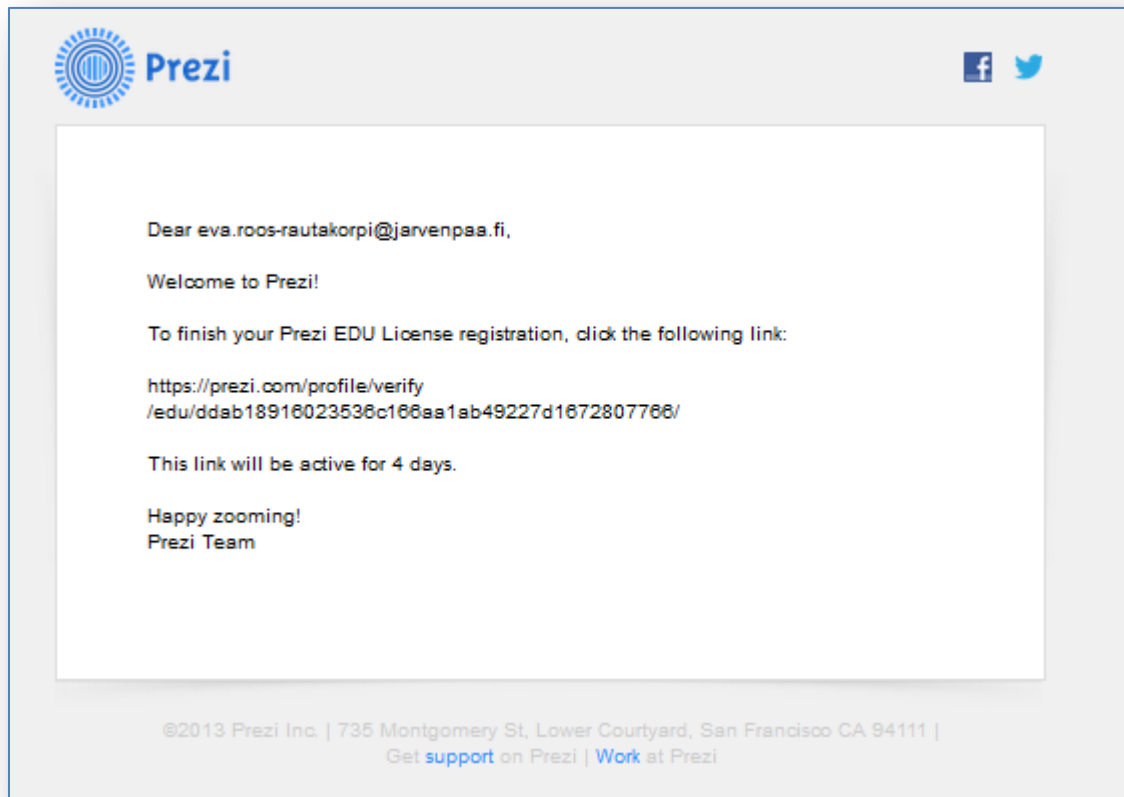 Prezi
Dear eva.roos-rautakorpi@jarvenpaa.fi,
Welcome to Prezi!
To finish your Prezi EDU License registration, click the following link:
https://prezi.com/profile/verify
/edu/ddab18916023536c166aa1ab49227d1672807766/
This link will be active for 4 days.
Happy zooming!
Prezi Team
©2013 Prezi Inc. | 735 Montgomery St, Lower Courtyard, San Francisco CA 94111 |
Get support on Prezi | Work at Prezi